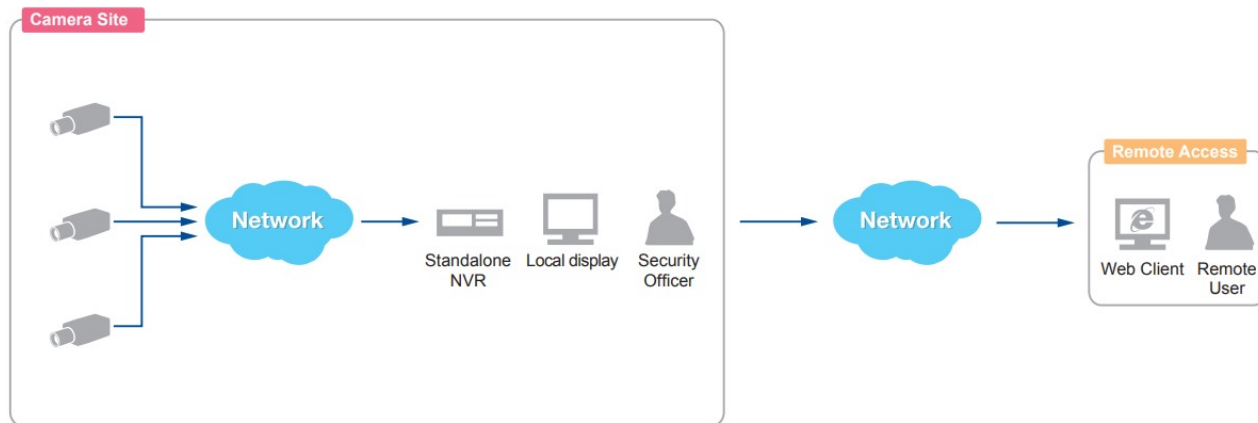 Camera Site
Network
Standalone
NVR
Local display
Security
Officer
Network
Remote Access
Web Client
Remote
User